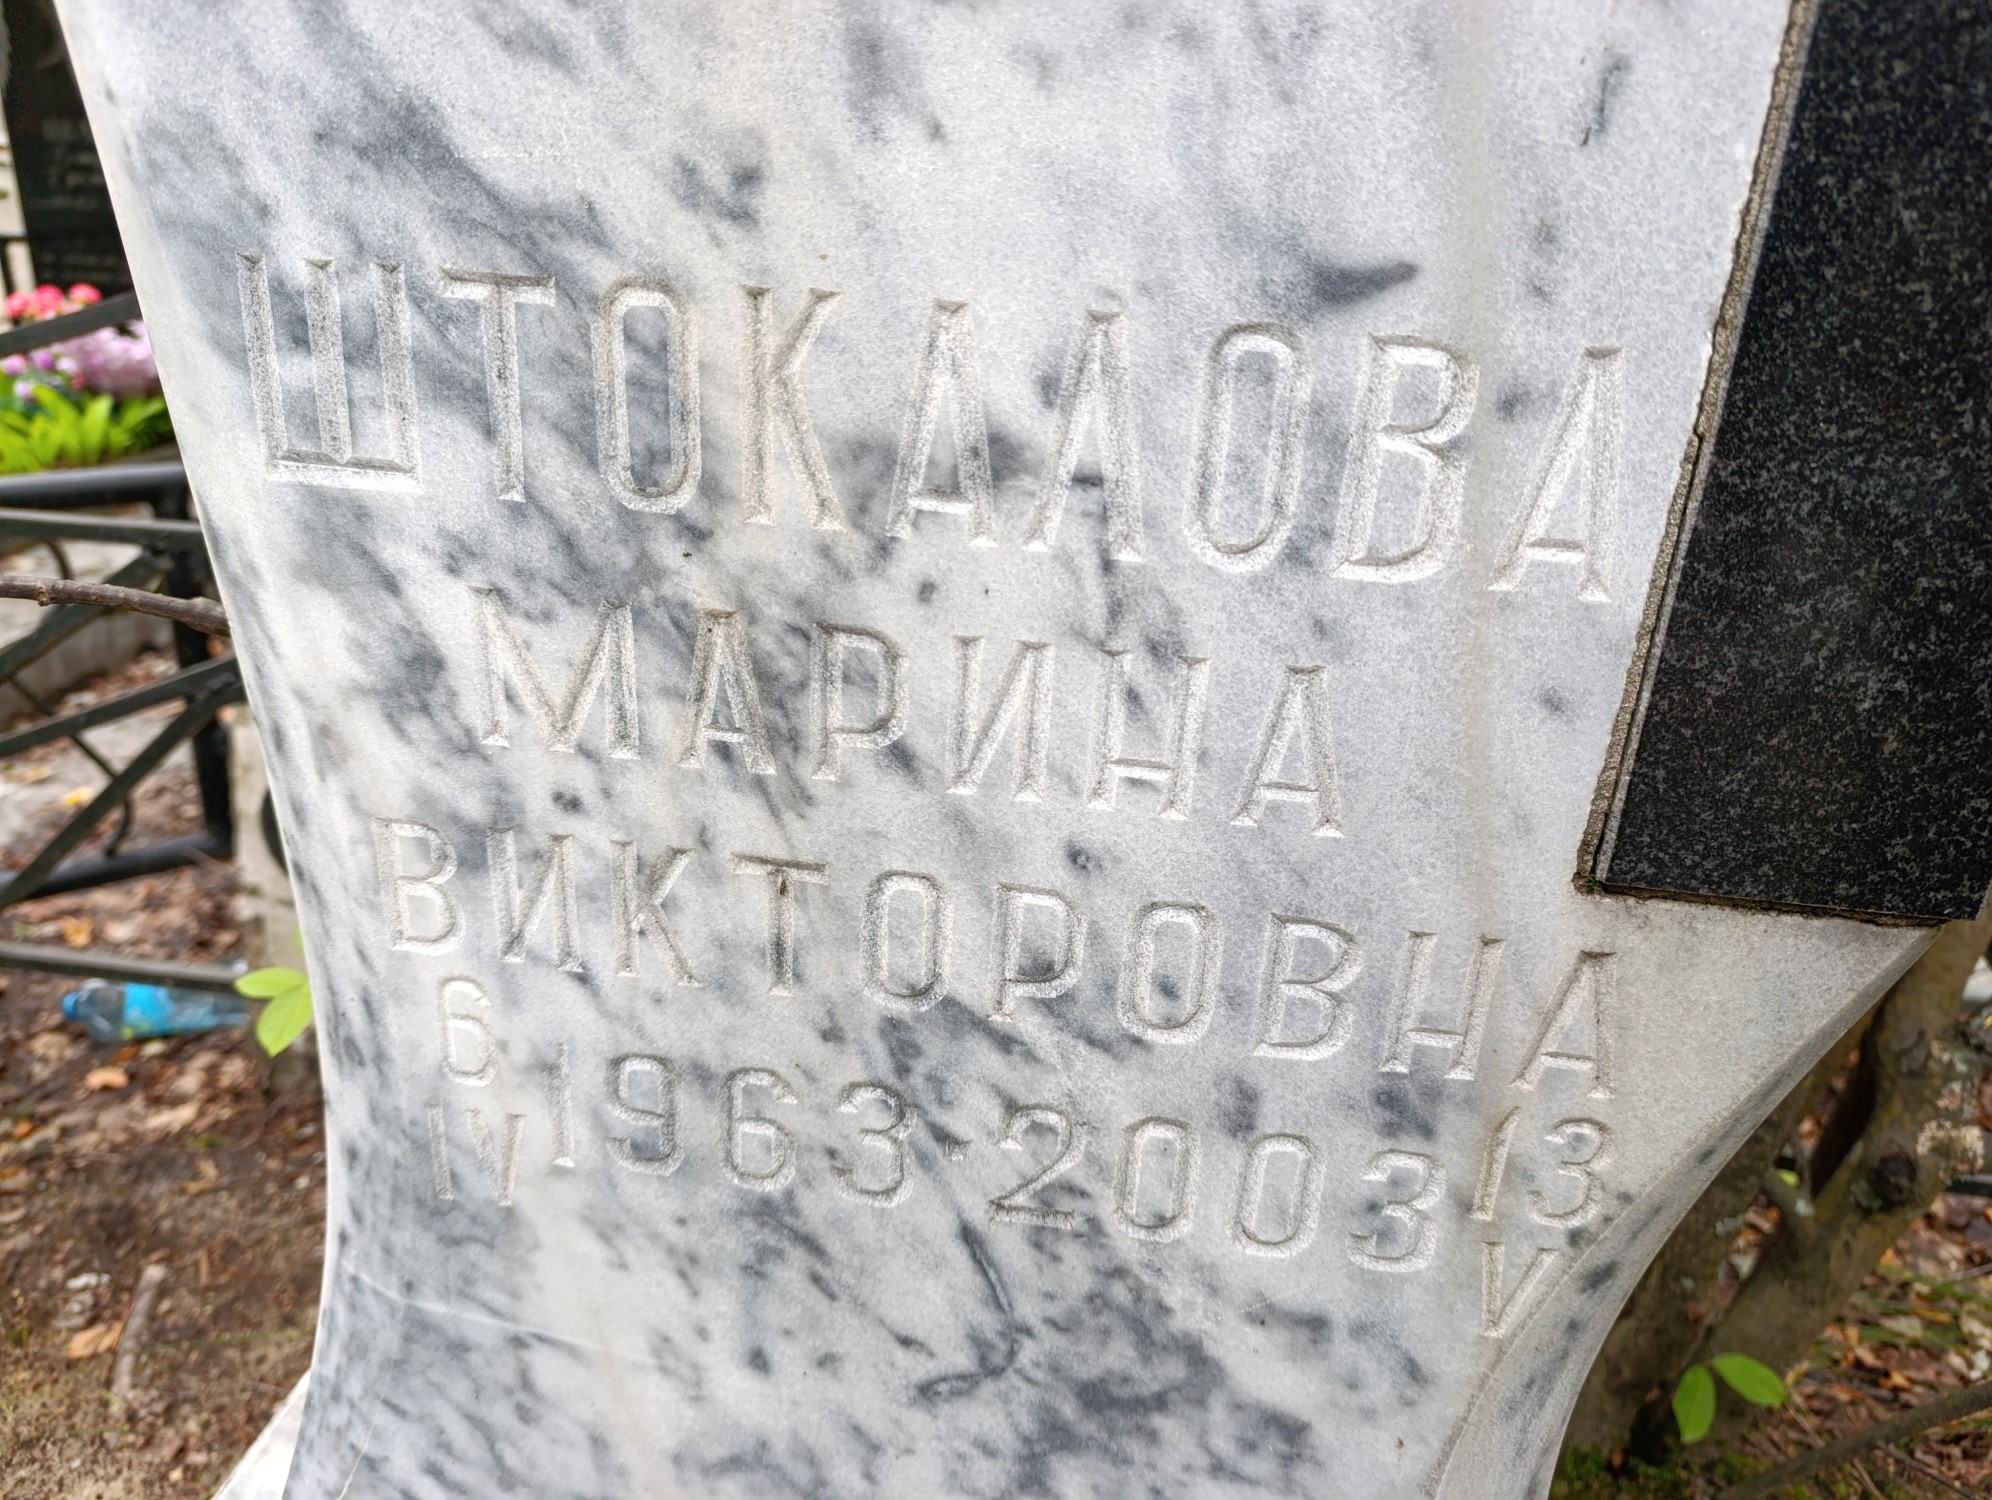 ШТОКАЛОВА
МАРИНА
ВИКТОРОВНА
6 IV 1963-2003 13 V